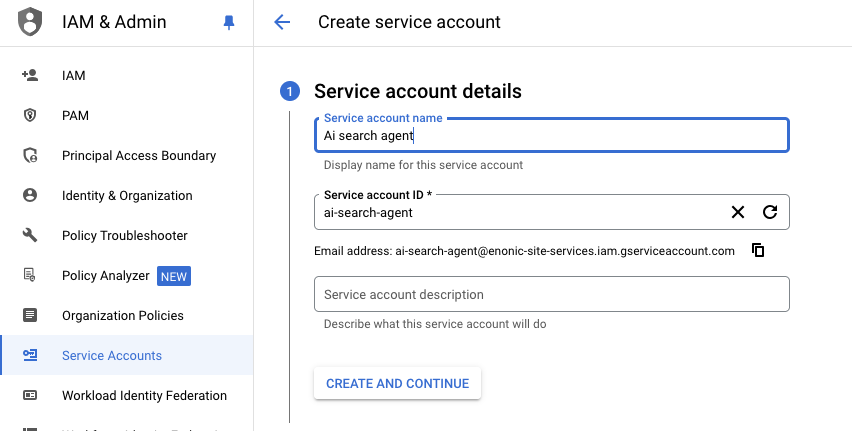 IAM & Admin
Create service account
IAM
PAM
Principal Access Boundary
Identity & Organization
Policy Troubleshooter
Policy Analyzer NEW
Organization Policies
Service Accounts
Workload Identity Federation
1 Service account details
Service account name
Ai search agent
Display name for this service account
Service account ID *
ai-search-agent
Email address: ai-search-agent@enonic-site-services.iam.gserviceaccount.com
Service account description
Describe what this service account will do
CREATE AND CONTINUE